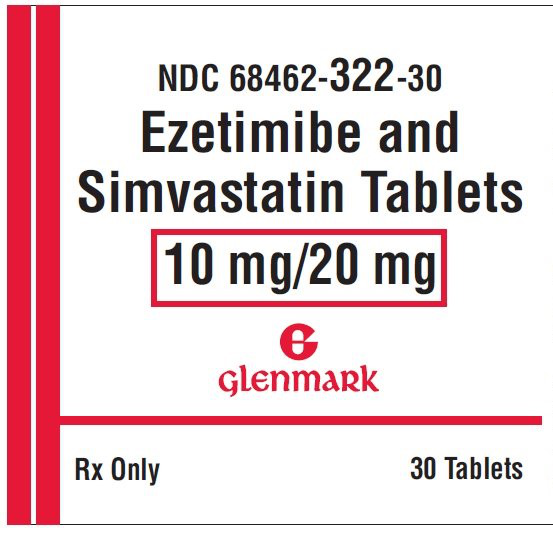 NDC 68462-322-30
Ezetimibe and
Simvastatin Tablets
10 mg/20 mg
Glenmark
Rx Only
30 Tablets